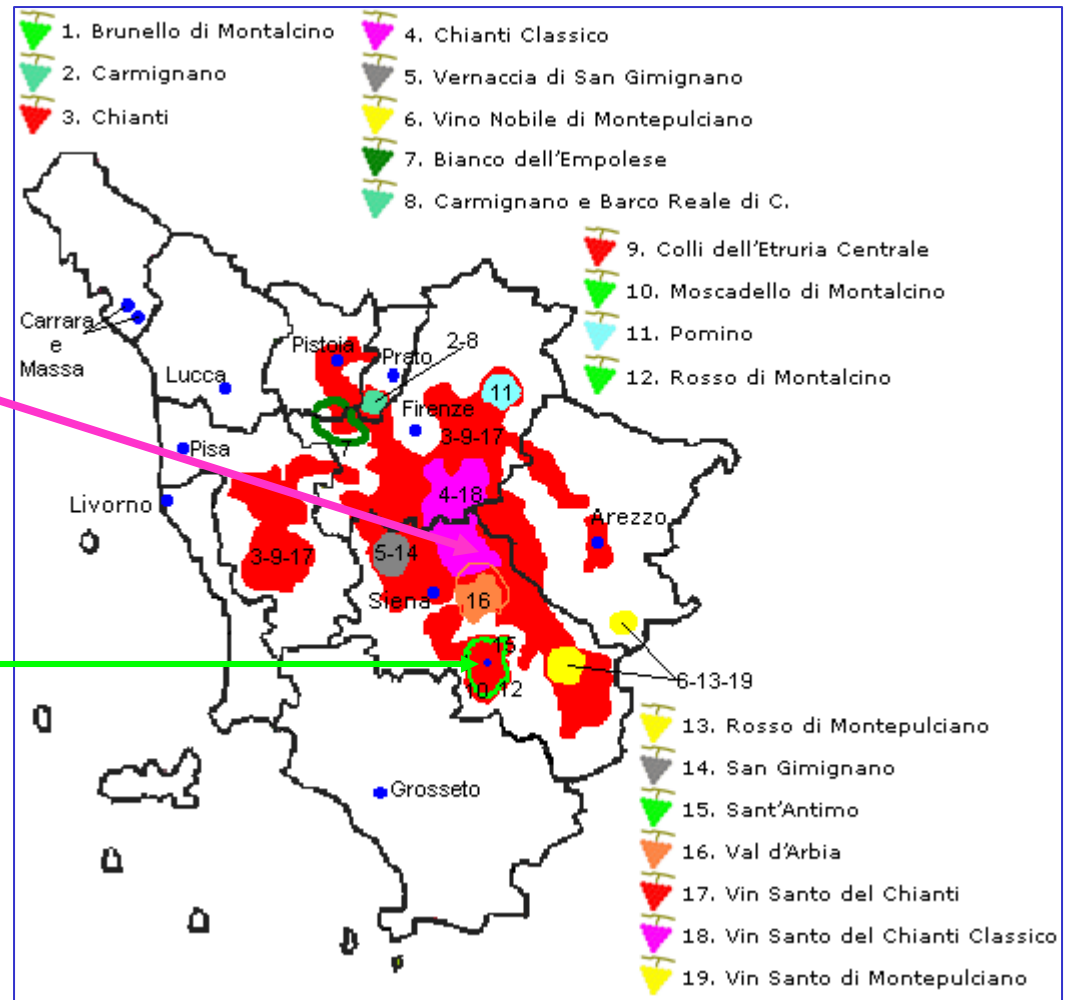 1. Brunello di Montalcino
2. Carmignano
3. Chianti
4. Chianti Classico
5. Vernaccia di San Gimignano
6. Vino Nobile di Montepulciano
7. Bianco dell'Empolese
8. Carmignano e Barco Reale di C.
9. Colli dell'Etruria Centrale
10. Moscadello di Montalcino
11. Pomino
12. Rosso di Montalcino
Carrara
e
Massa
Pistoia
Prato
2-8
Lucca
11
Firenze
3-9-17
7
Pisa
4-18
Livorno
Arezzo
3-9-17
5-14
Siena
16
15
10
12
6-13-19
Grosseto
13. Rosso di Montepulciano
14. San Gimignano
15. Sant'Antimo
16. Val d'Arbia
17. Vin Santo del Chianti
18. Vin Santo del Chianti Classico
19. Vin Santo di Montepulciano